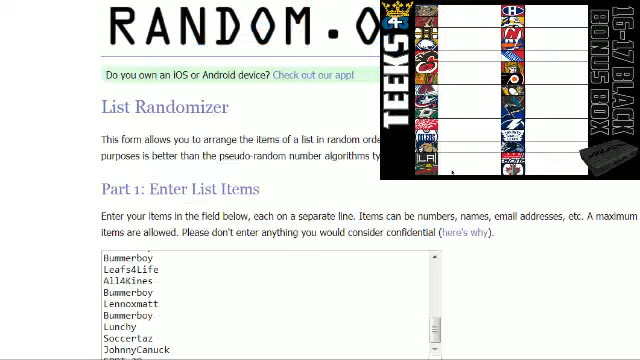 RANDOM.O
Do you own an iOS or Android device? Check out our app!
List Randomizer
This form allows you to arrange the items of a list in random orde
purposes is better than the pseudo-random number algorithms ty
Part 1: Enter List Items
Enter your items in the field below, each on a separate line. Items can be numbers, names, email addresses, etc. A maximum
items are allowed. Please don't enter anything you would consider confidential (here's why).
Bummerboy
Leafs4Life
All4Kines
Bummerboy
Lennoxmatt
Bummerboy
Lunchy
Soccertaz
JohnnyCanuck
TEEKS
16-17 BLACK
BONUS BOX
LA